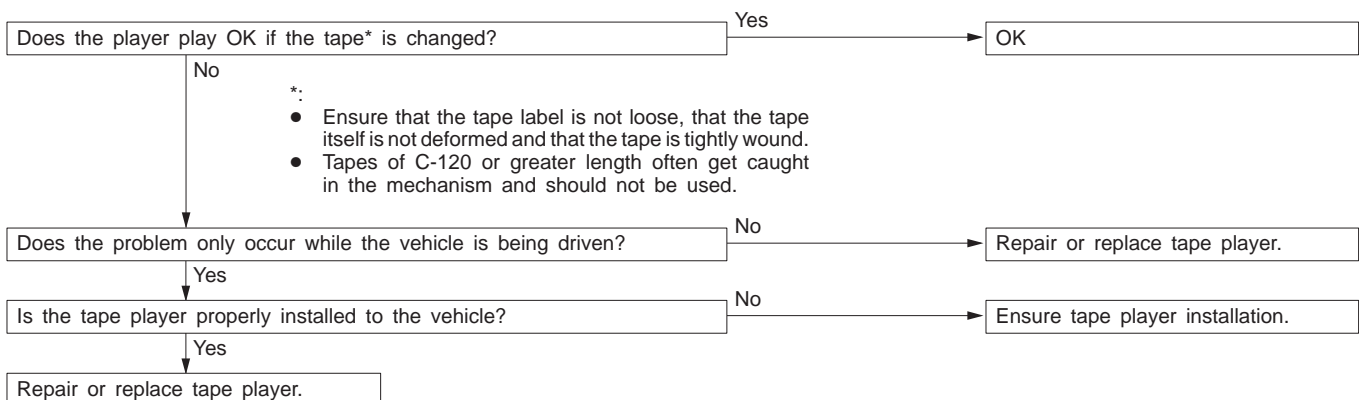 Does the player play OK if the tape* is changed?
Yes
OK
No
*:
● Ensure that the tape label is not loose, that the tape
itself is not deformed and that the tape is tightly wound.
● Tapes of C-120 or greater length often get caught
in the mechanism and should not be used.
Does the problem only occur while the vehicle is being driven?
No
Repair or replace tape player.
Yes
Is the tape player properly installed to the vehicle?
No
Ensure tape player installation.
Yes
Repair or replace tape player.